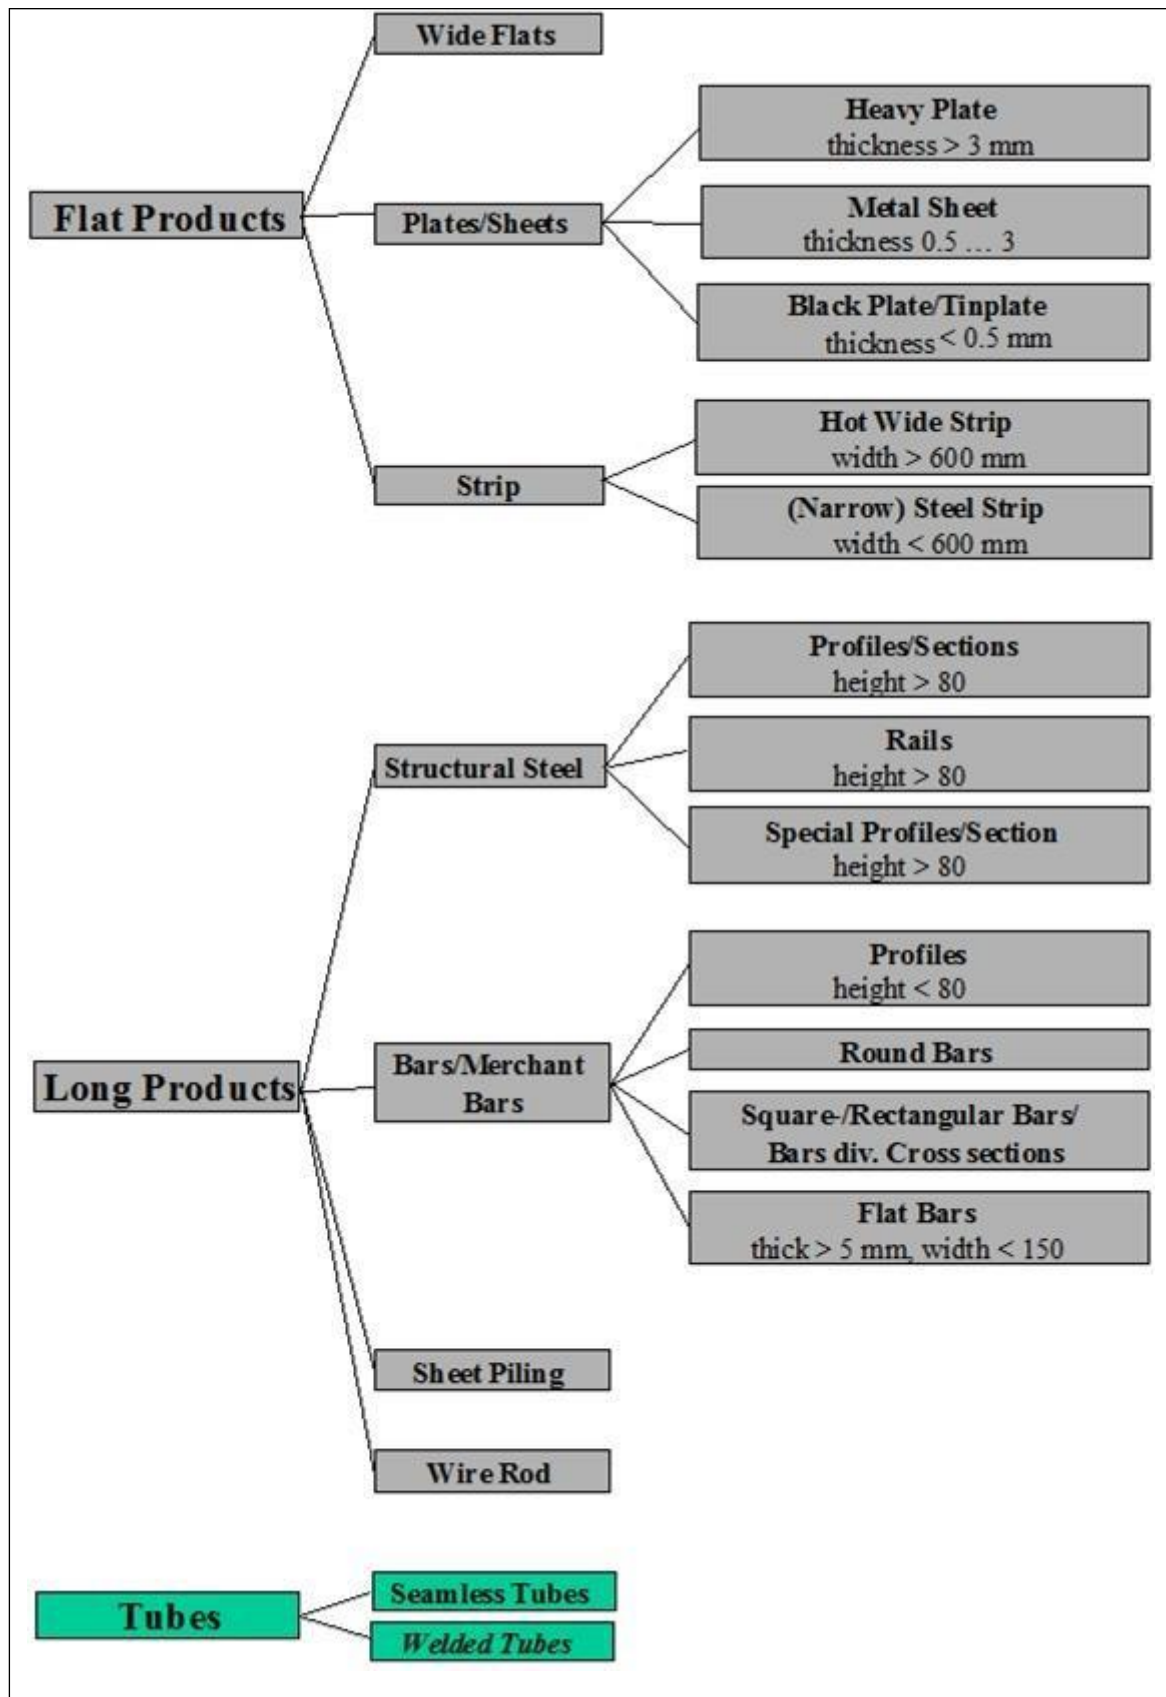 Wide Flats
Heavy Plate
thickness > 3 mm
Flat Products
Plates/Sheets
Metal Sheet
thickness 0.5 … 3
Black Plate/Tinplate
thickness < 0.5 mm
Strip
Hot Wide Strip
width > 600 mm
(Narrow) Steel Strip
width < 600 mm
Profiles/Sections
height > 80
Structural Steel
Rails
height > 80
Special Profiles/Section
height > 80
Profiles
height < 80
Long Products
Bars/Merchant
Bars
Round Bars
Square-/Rectangular Bars/
Bars div. Cross sections
Flat Bars
thick > 5 mm, width < 150
Sheet Piling
Wire Rod
Tubes
Seamless Tubes
Welded Tubes